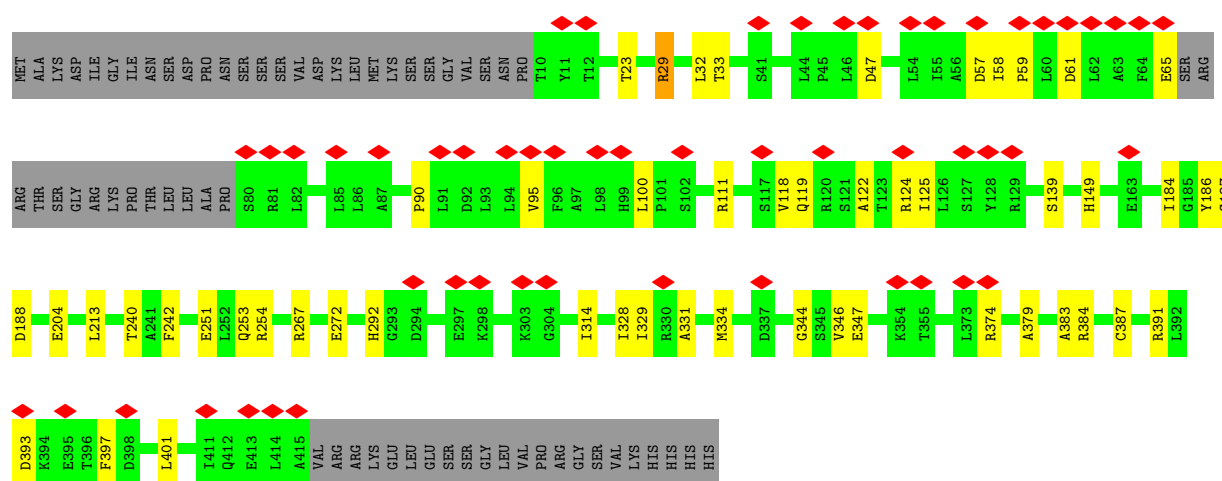 MET ALA LYS ASP ILE GLY ILE ASN SER ASP PRO ASN SER SER SER VAL ASP LYS LEU MET LYS SER SER GLY VAL SER ASN PRO T10 Y11 T12 T23 R29 L32 T33 S41 L44 P45 L46 D47 L54 I55 A56 D57 I58 P59 L60 D61 L62 A63 F64 E65 SER ARG
ARG THR SER GLY ARG LYS PRO THR LEU LEU ALA PRO S80 R81 L82 L85 L86 A87 P90 L91 D92 L93 L94 V95 F96 A97 L98 H99 L100 P101 S102 R111 S117 V118 Q119 R120 S121 A122 T123 R124 I125 L126 S127 Y128 R129 S139 H149 E163 I184 G185 Y186
D188 E204 L213 T240 A241 F242 E251 L252 Q253 R254 R267 E272 H292 G293 D294 E297 K298 K303 G304 I314 I328 I329 R330 A331 M334 D337 G344 S345 V346 E347 K354 T355 L373 R374 A379 A383 R384 C387 R391 L392
D393 K394 E395 T396 F397 D398 L401 I411 Q412 E413 L414 A415 VAL ARG ARG LYS GLU LEU GLU SER SER GLY LEU VAL PRO ARG GLY SER VAL LYS HIS HIS HIS HIS